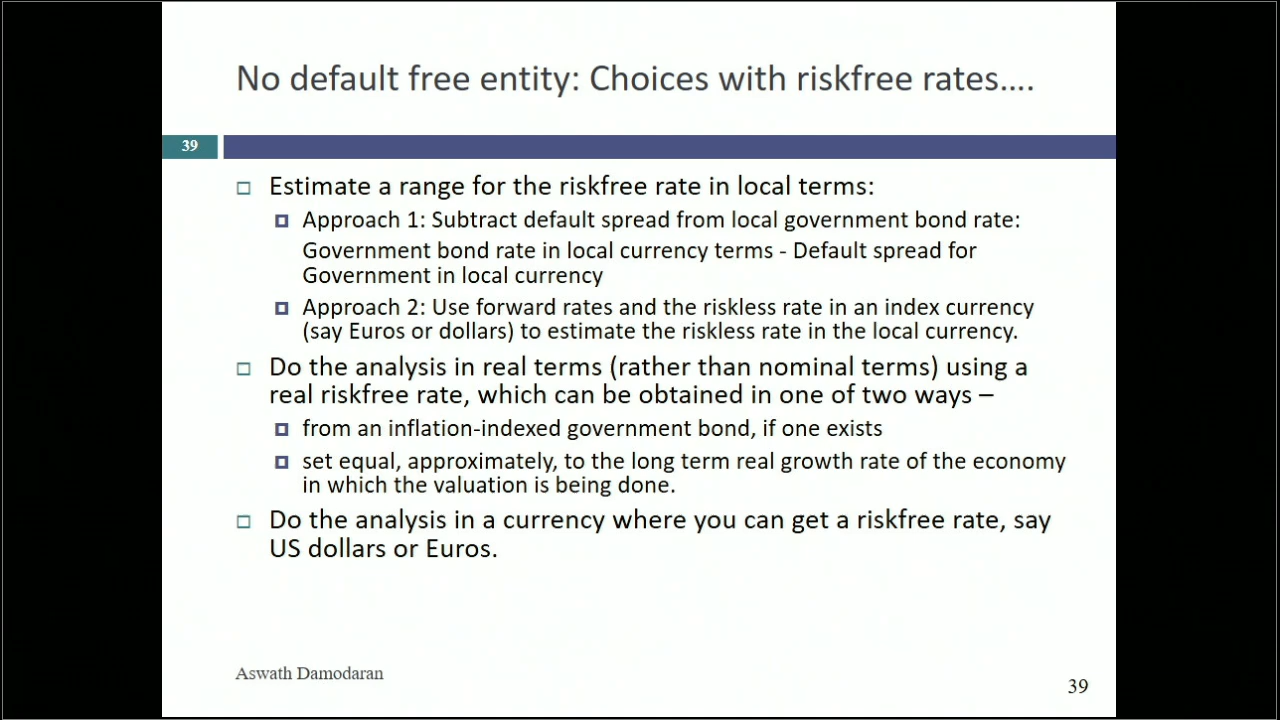 No default free entity: Choices with riskfree rates....
39
Estimate a range for the riskfree rate in local terms:
Approach 1: Subtract default spread from local government bond rate:
Government bond rate in local currency terms - Default spread for
Government in local currency
Approach 2: Use forward rates and the riskless rate in an index currency
(say Euros or dollars) to estimate the riskless rate in the local currency.
Do the analysis in real terms (rather than nominal terms) using a
real riskfree rate, which can be obtained in one of two ways –
from an inflation-indexed government bond, if one exists
set equal, approximately, to the long term real growth rate of the economy
in which the valuation is being done.
Do the analysis in a currency where you can get a riskfree rate, say
US dollars or Euros.
Aswath Damodaran
39